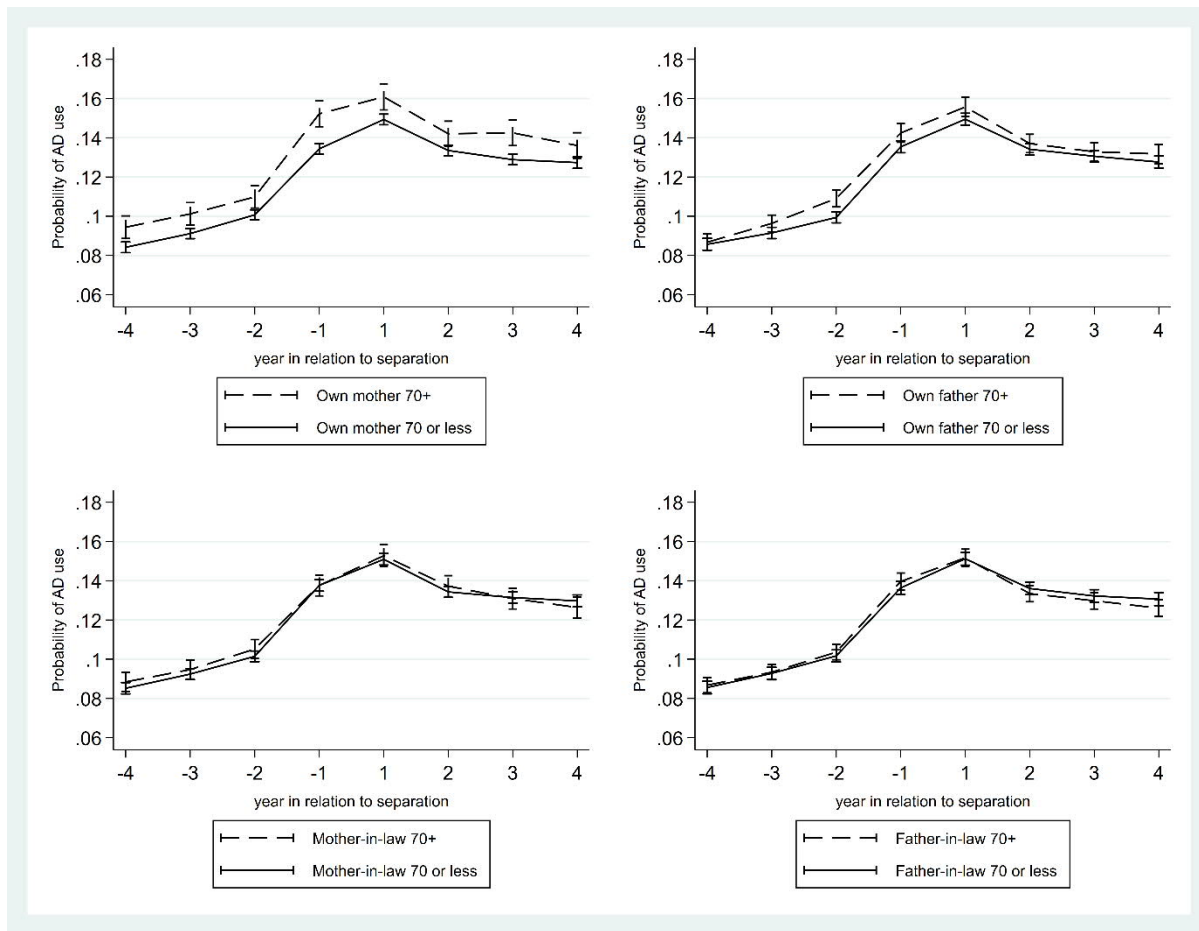 .18
.16
.14
.12
.1
.08
.06
Probability of AD use
-4 -3 -2 -1 1 2 3 4
year in relation to separation
Own mother 70+
Own mother 70 or less
.18
.16
.14
.12
.1
.08
.06
Probability of AD use
-4 -3 -2 -1 1 2 3 4
year in relation to separation
Own father 70+
Own father 70 or less
.18
.16
.14
.12
.1
.08
.06
Probability of AD use
-4 -3 -2 -1 1 2 3 4
year in relation to separation
Mother-in-law 70+
Mother-in-law 70 or less
.18
.16
.14
.12
.1
.08
.06
Probability of AD use
-4 -3 -2 -1 1 2 3 4
year in relation to separation
Father-in-law 70+
Father-in-law 70 or less